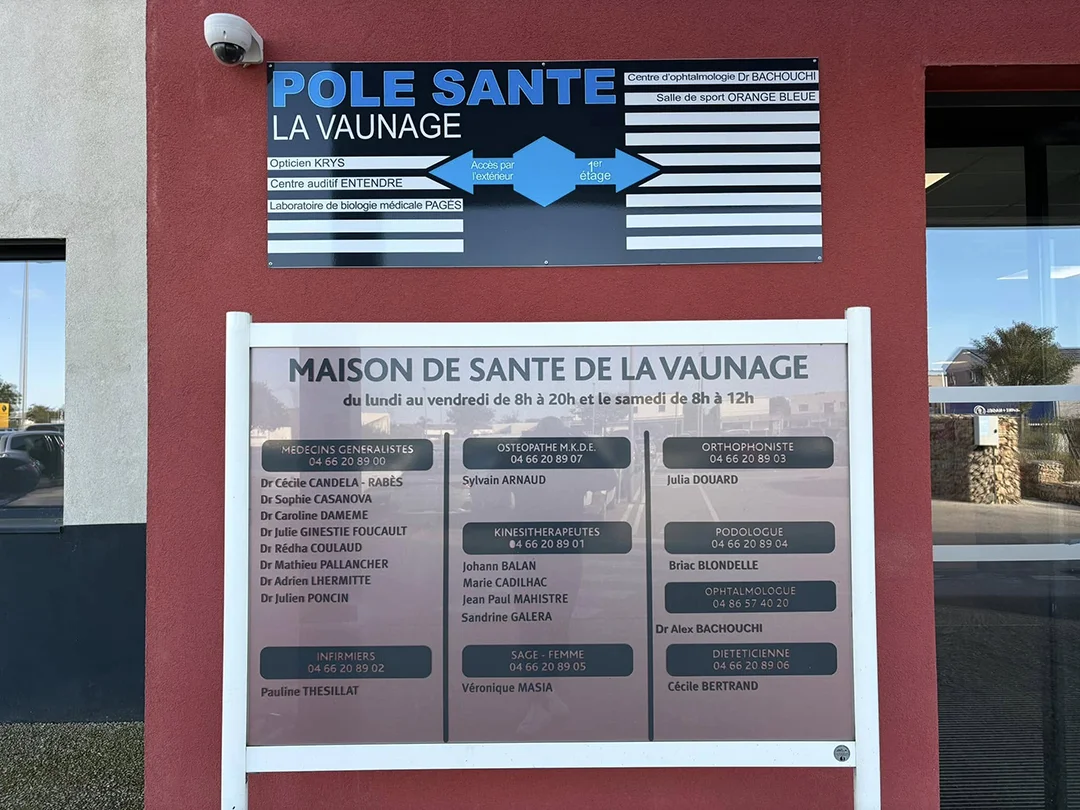 POLE SANTE
LA VAUNAGE
Opticien KRYS
Centre auditif ENTENDRE
Laboratoire de biologie médicale PAGÈS
Accès par
l'extérieur
1er
étage
Centre d'ophtalmologie Dr BACHOUCHI
Salle de sport ORANGE BLEUE
MAISON DE SANTE DE LA VAUNAGE
du lundi au vendredi de 8h à 20h et le samedi de 8h à 12h
MEDECINS GENERALISTES
04 66 20 89 00
Dr Cécile CANDELA - RABÈS
Dr Sophie CASANOVA
Dr Caroline DAMEME
Dr Julie GINESTIE FOUCAULT
Dr Rédha COULAUD
Dr Mathieu PALLANCHER
Dr Adrien LHERMITTE
Dr Julien PONCIN
INFIRMIERS
04 66 20 89 02
Pauline THESILLAT
OSTEOPATHE M.K.D.E.
04 66 20 89 07
Sylvain ARNAUD
KINESITHERAPEUTES
04 66 20 89 01
Johann BALAN
Marie CADILHAC
Jean Paul MAHISTRE
Sandrine GALERA
SAGE - FEMME
04 66 20 89 05
Véronique MASIA
ORTHOPHONISTE
04 66 20 89 03
Julia DOUARD
PODOLOGUE
04 66 20 89 04
Briac BLONDELLE
OPHTALMOLOGUE
04 86 57 40 20
Dr Alex BACHOUCHI
DIETETICIENNE
04 66 20 89 06
Cécile BERTRAND